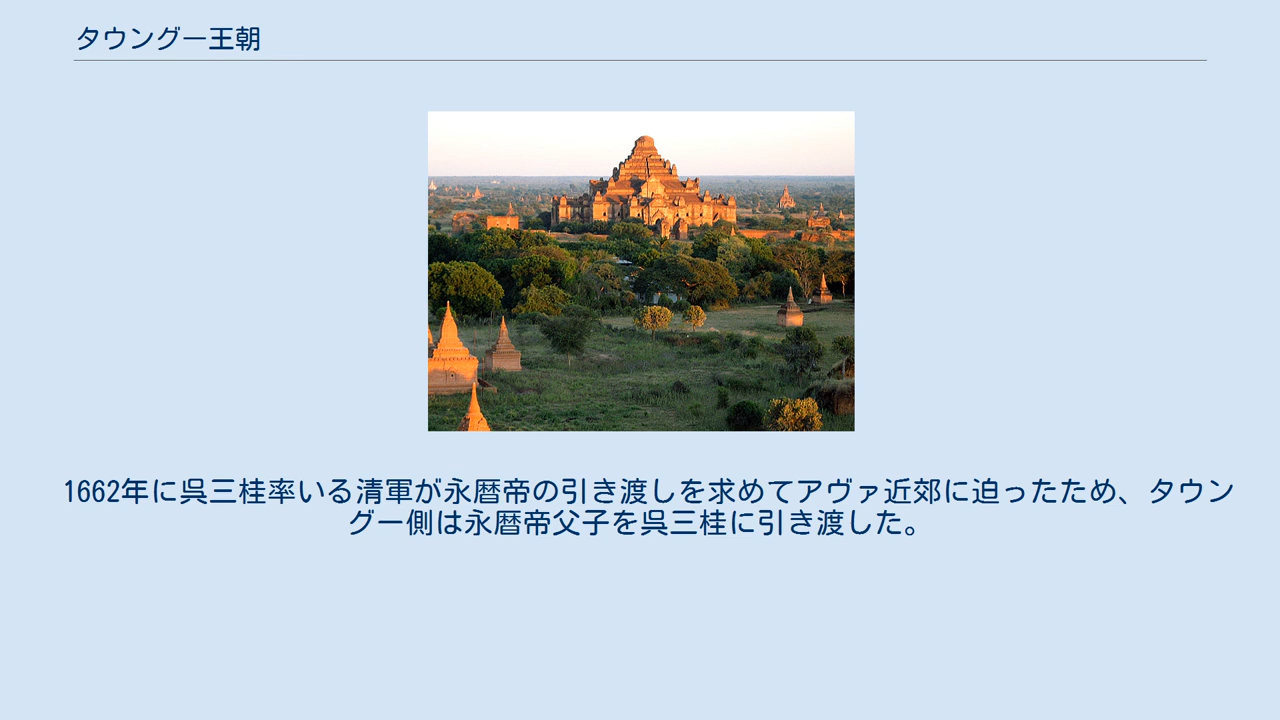 タウングー王朝
1662年に呉三桂率いる清軍が永暦帝の引き渡しを求めてアヴァ近郊に迫ったため、タウン
グー側は永暦帝父子を呉三桂に引き渡した。